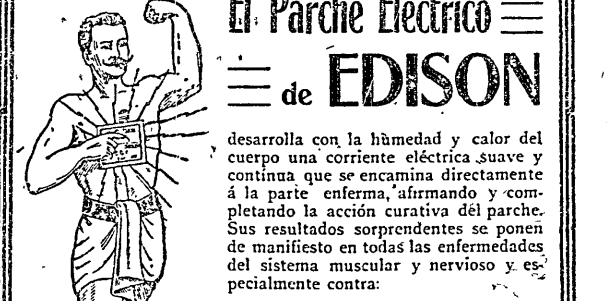 El Parche Eléctrico
de EDISON
desarrolla con la húmedad y calor del
cuerpo una corriente eléctrica suave y
continua que se encamina directamente
á la parte enferma, afirmando y com-
pletando la acción curativa del parche.
Sus resultados sorprendentes se ponen
de manifiesto en todas las enfermedades
del sistema muscular y nervioso y es-
pecialmente contra: